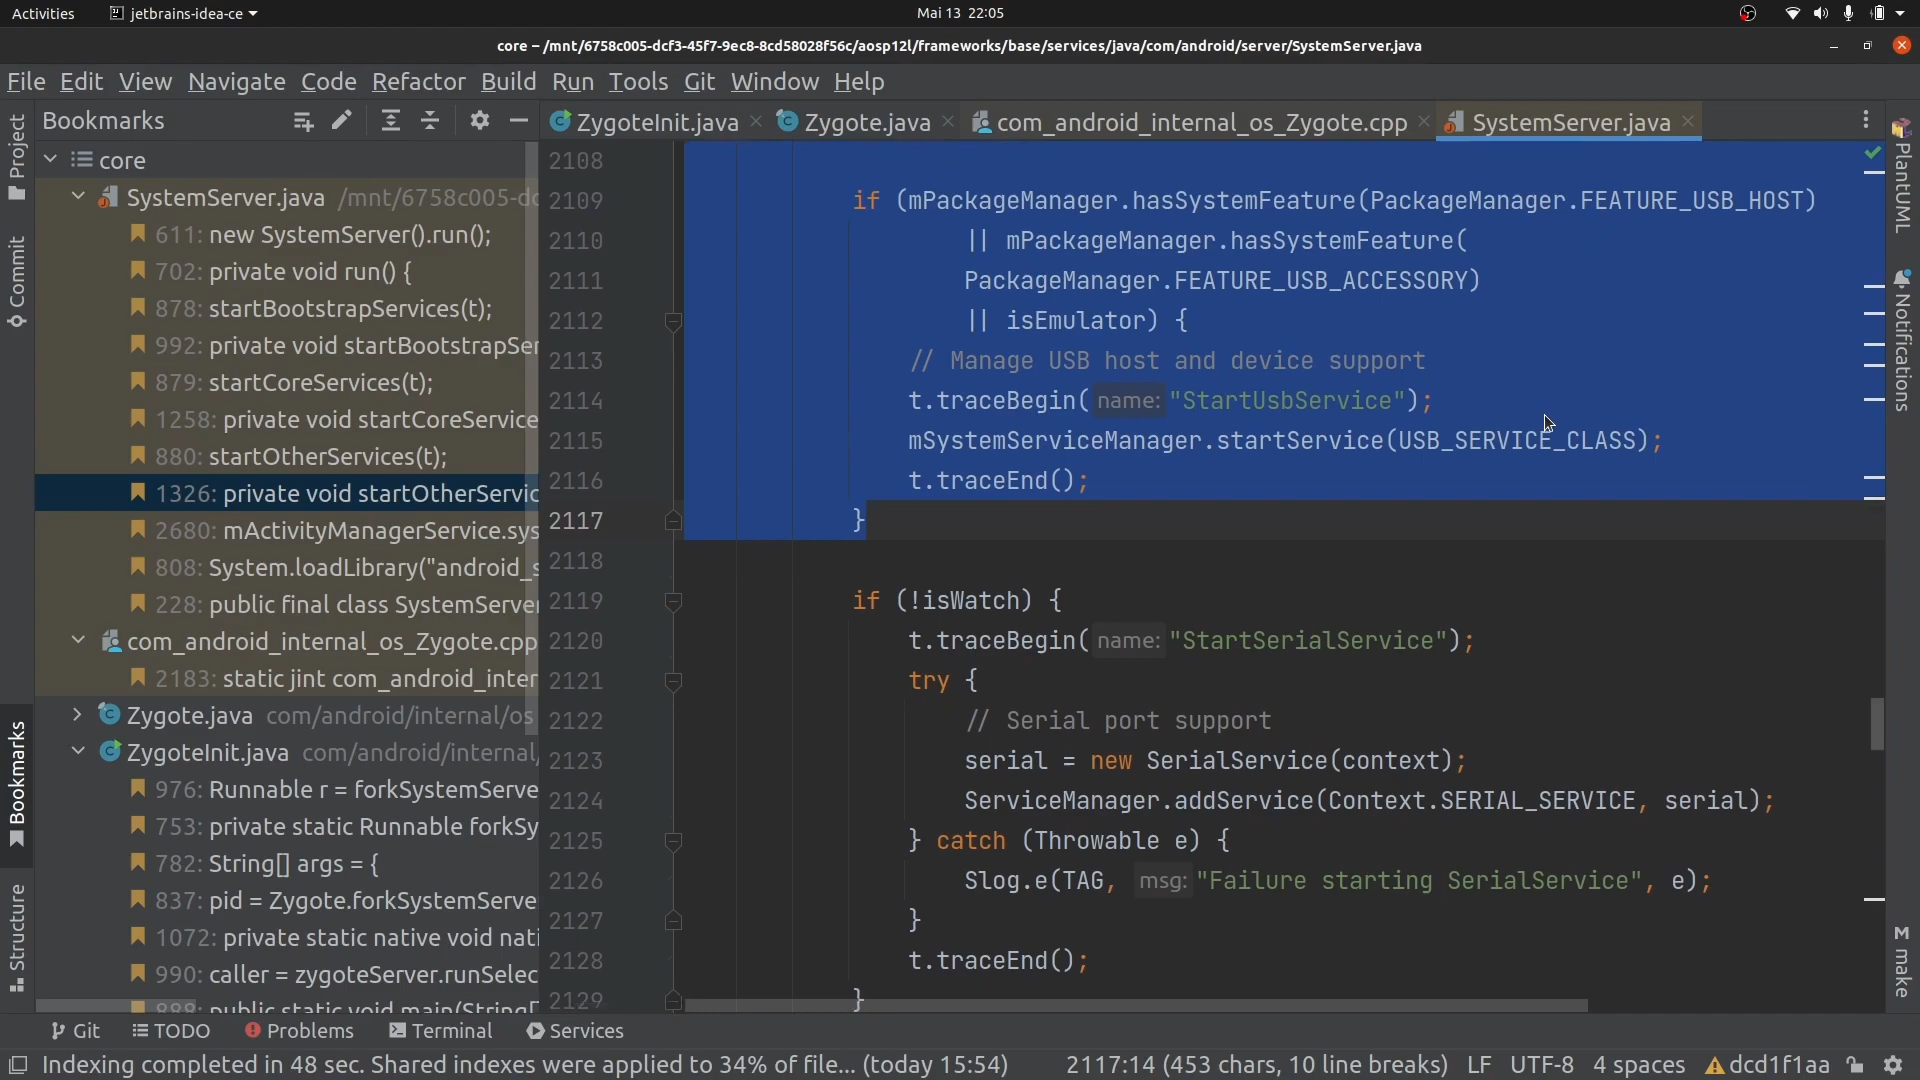 Activities
jetbrains-idea-ce
Mai 13 22:05
core – /mnt/6758c005-dcf3-45f7-9ec8-8cd58028f56c/aosp12l/frameworks/base/services/java/com/android/server/SystemServer.java
File Edit View Navigate Code Refactor Build Run Tools Git Window Help
Bookmarks
ZygoteInit.java
Zygote.java
com_android_internal_os_Zygote.cpp
SystemServer.java
Project
Commit
Bookmarks
Structure
core
SystemServer.java /mnt/6758c005-dc
611: new SystemServer().run();
702: private void run() {
878: startBootstrapServices(t);
992: private void startBootstrapSer
879: startCoreServices(t);
1258: private void startCoreService
880: startOtherServices(t);
1326: private void startOtherServic
2680: mActivityManagerService.sys
808: System.loadLibrary("android_s
228: public final class SystemServer
com_android_internal_os_Zygote.cpp
2183: static jint com_android_inter
Zygote.java com/android/internal/os
ZygoteInit.java com/android/internal/
976: Runnable r = forkSystemServe
753: private static Runnable forkSy
782: String[] args = {
837: pid = Zygote.forkSystemServe
1072: private static native void nati
990: caller = zygoteServer.runSelec
888: public static void main(String[
2108
2109 if (mPackageManager.hasSystemFeature(PackageManager.FEATURE_USB_HOST)
2110 || mPackageManager.hasSystemFeature(
2111 PackageManager.FEATURE_USB_ACCESSORY)
2112 || isEmulator) {
2113 // Manage USB host and device support
2114 t.traceBegin( name: "StartUsbService");
2115 mSystemServiceManager.startService(USB_SERVICE_CLASS);
2116 t.traceEnd();
2117 }
2118
2119 if (!isWatch) {
2120 t.traceBegin( name: "StartSerialService");
2121 try {
2122 // Serial port support
2123 serial = new SerialService(context);
2124 ServiceManager.addService(Context.SERIAL_SERVICE, serial);
2125 } catch (Throwable e) {
2126 Slog.e(TAG, msg: "Failure starting SerialService", e);
2127 }
2128 t.traceEnd();
2129 }
PlantUML
Notifications
M make
Git TODO Problems Terminal Services
Indexing completed in 48 sec. Shared indexes were applied to 34% of file... (today 15:54)
2117:14 (453 chars, 10 line breaks) LF UTF-8 4 spaces dcd1f1aa